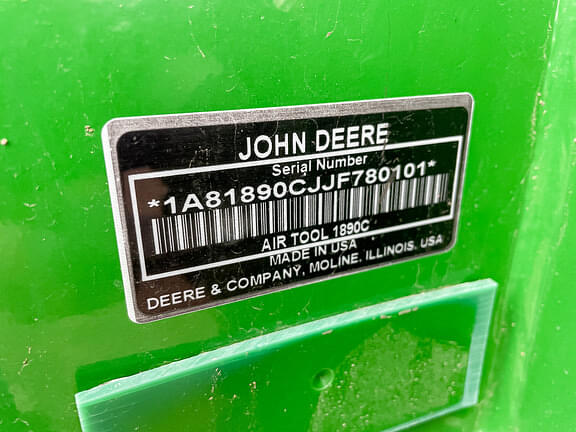 JOHN DEERE
Serial Number
*1A81890CJJF780101*
AIR TOOL 1890C
MADE IN USA
DEERE & COMPANY, MOLINE, ILLINOIS, USA